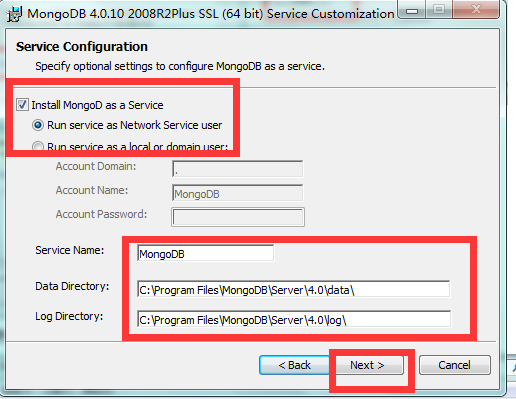 MongoDB 4.0.10 2008R2Plus SSL (64 bit) Service Customization
Service Configuration
Specify optional settings to configure MongoDB as a service.
Install MongoD as a Service
Run service as Network Service user
Run service as a local or domain user:
Account Domain: .
Account Name: MongoDB
Account Password:
Service Name: MongoDB
Data Directory: C:\Program Files\MongoDB\Server\4.0\data\
Log Directory: C:\Program Files\MongoDB\Server\4.0\log\
< Back Next > Cancel